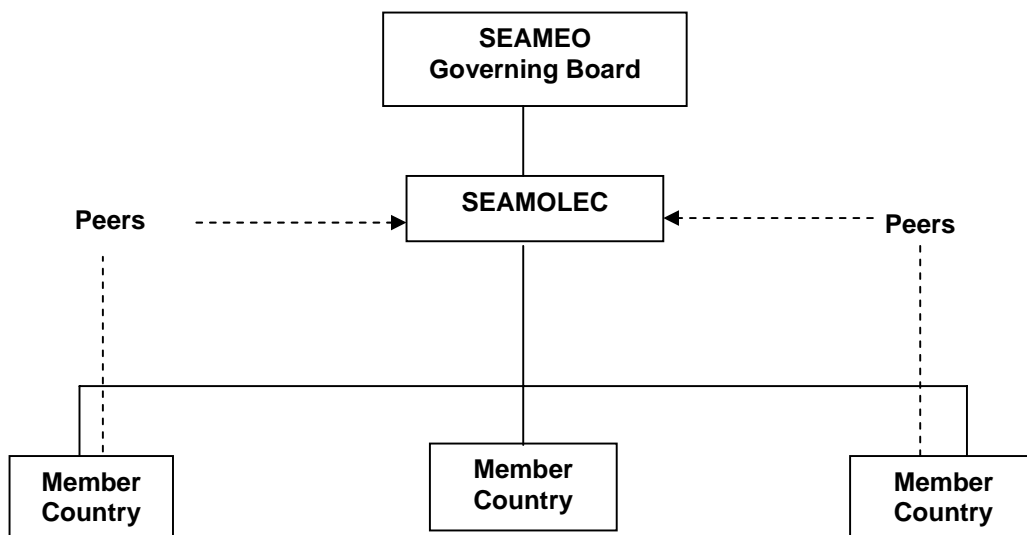 SEAMEO
Governing Board
SEAMOLEC
Peers
Peers
Member
Country
Member
Country
Member
Country